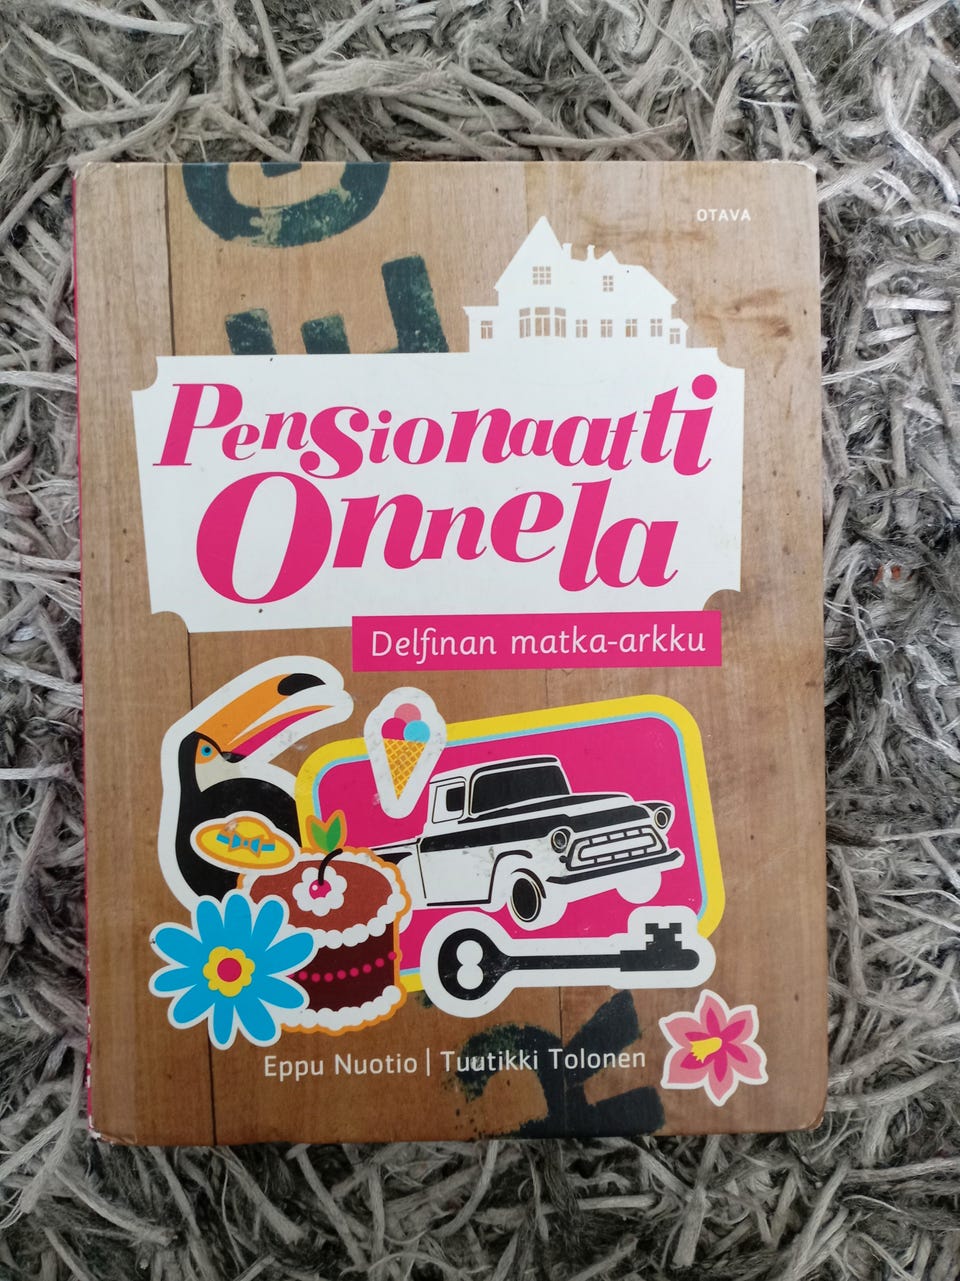 OTAVA
Pensionaatti
Onnela
Delfinan matka-arkku
Eppu Nuotio | Tuutikki Tolonen